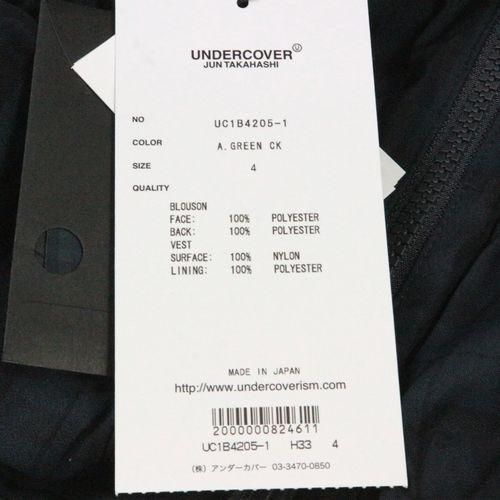 UNDERCOVER Ⓤ
JUN TAKAHASHI
NO UC1B4205-1
COLOR A.GREEN CK
SIZE 4
QUALITY
BLOUSON
FACE: 100% POLYESTER
BACK: 100% POLYESTER
VEST
SURFACE: 100% NYLON
LINING: 100% POLYESTER
MADE IN JAPAN
http://www.undercoverism.com
2000000824611
UC1B4205-1 H33 4
(株) アンダーカバー 03-3470-0850